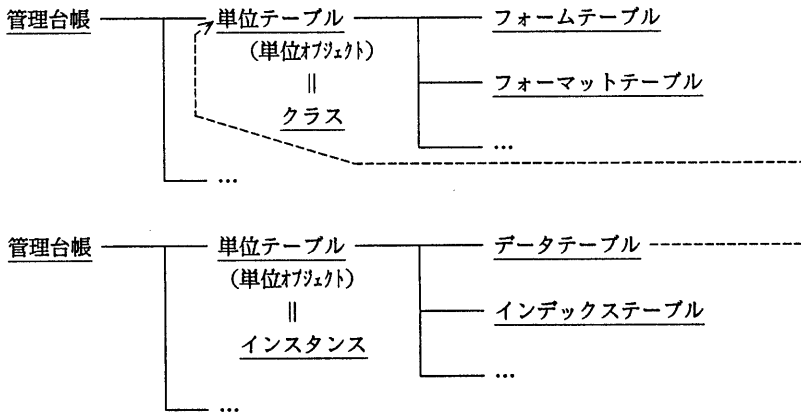 管理台帳 単位テーブル フォームテーブル
(単位オブジェクト)
フォーマットテーブル
||
クラス
…
…
管理台帳 単位テーブル データテーブル
(単位オブジェクト)
インデックステーブル
||
インスタンス
…
…